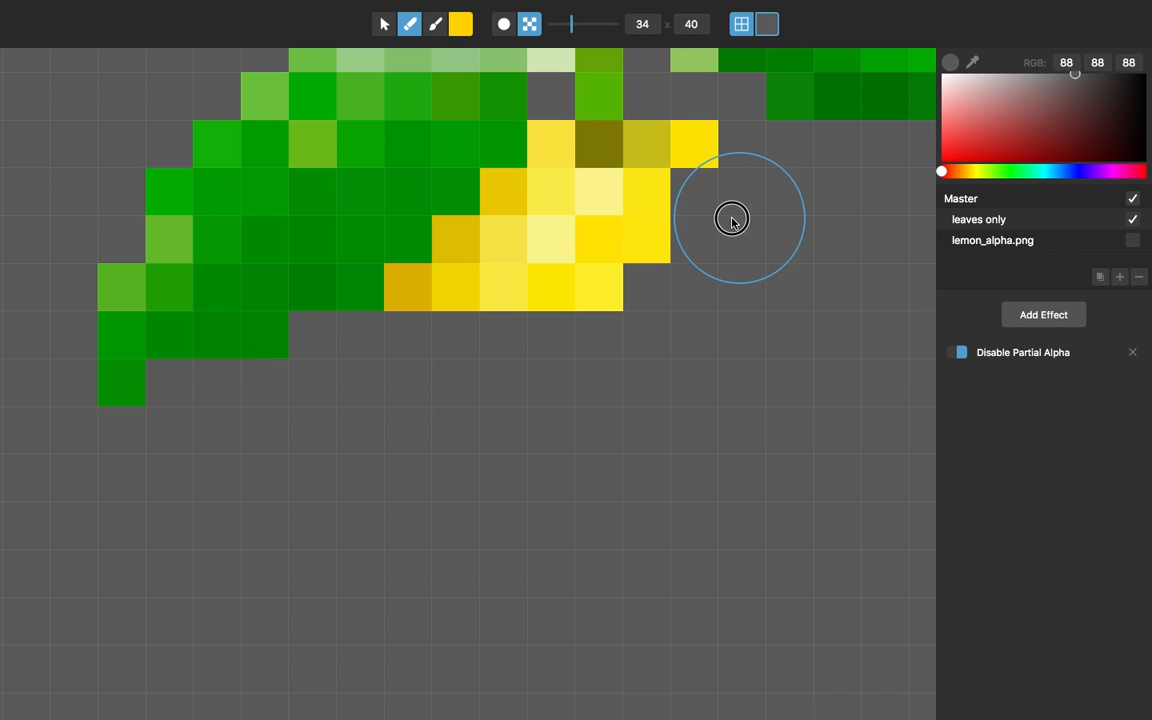 34 x 40
RGB: 88 88 88
Master
leaves only
lemon_alpha.png
Add Effect
Disable Partial Alpha